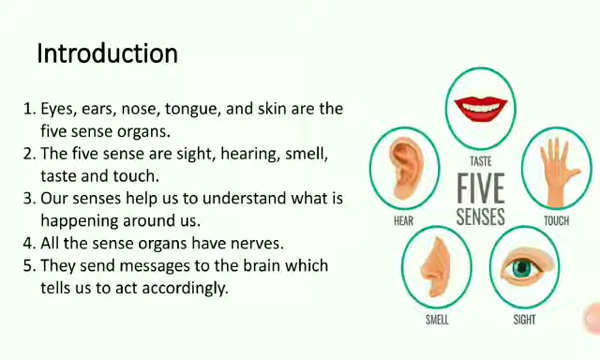 Introduction
1. Eyes, ears, nose, tongue, and skin are the
five sense organs.
2. The five sense are sight, hearing, smell,
taste and touch.
3. Our senses help us to understand what is
happening around us.
4. All the sense organs have nerves.
5. They send messages to the brain which
tells us to act accordingly.
TASTE
HEAR
FIVE
SENSES
TOUCH
SMELL
SIGHT